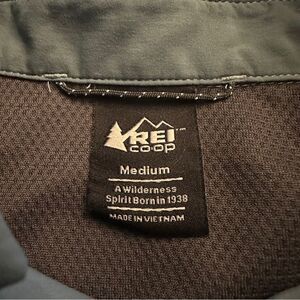 REI
CO·OP
Medium
A Wilderness
Spirit Born in 1938
MADE IN VIETNAM